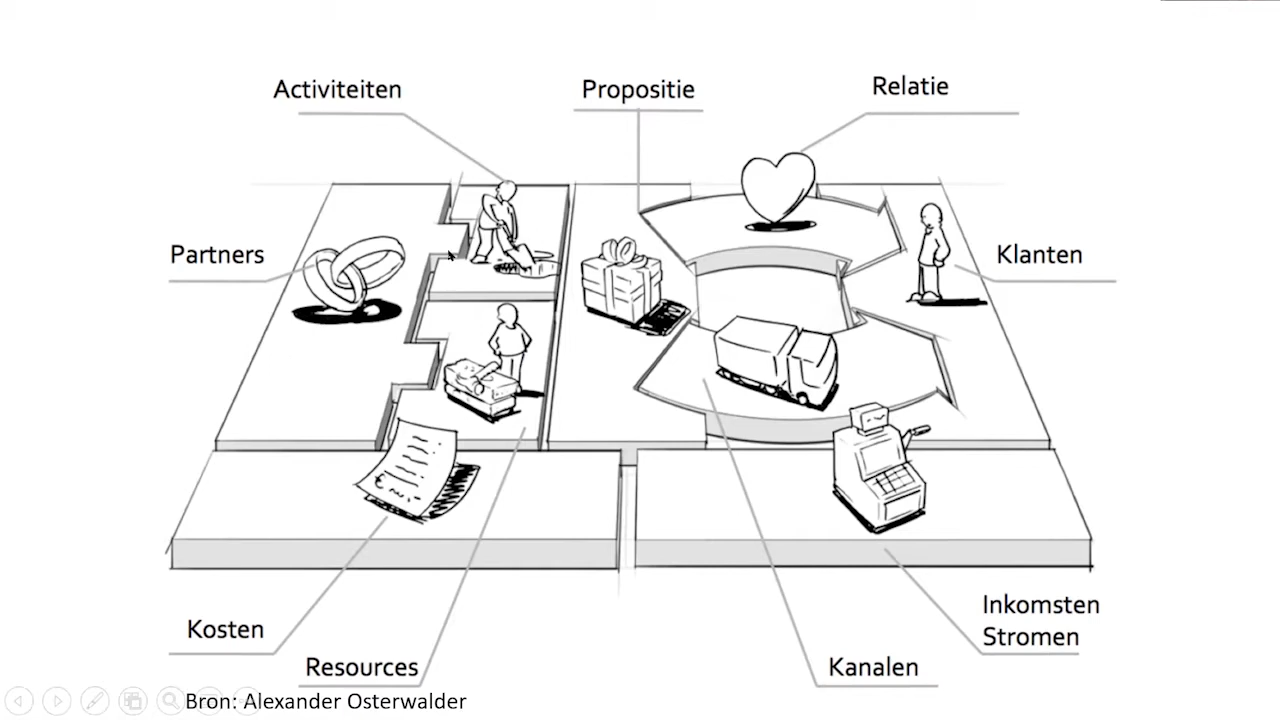 Activiteiten
Propositie
Relatie
Partners
Klanten
Kosten
Resources
Kanalen
Inkomsten
Stromen
Bron: Alexander Osterwalder